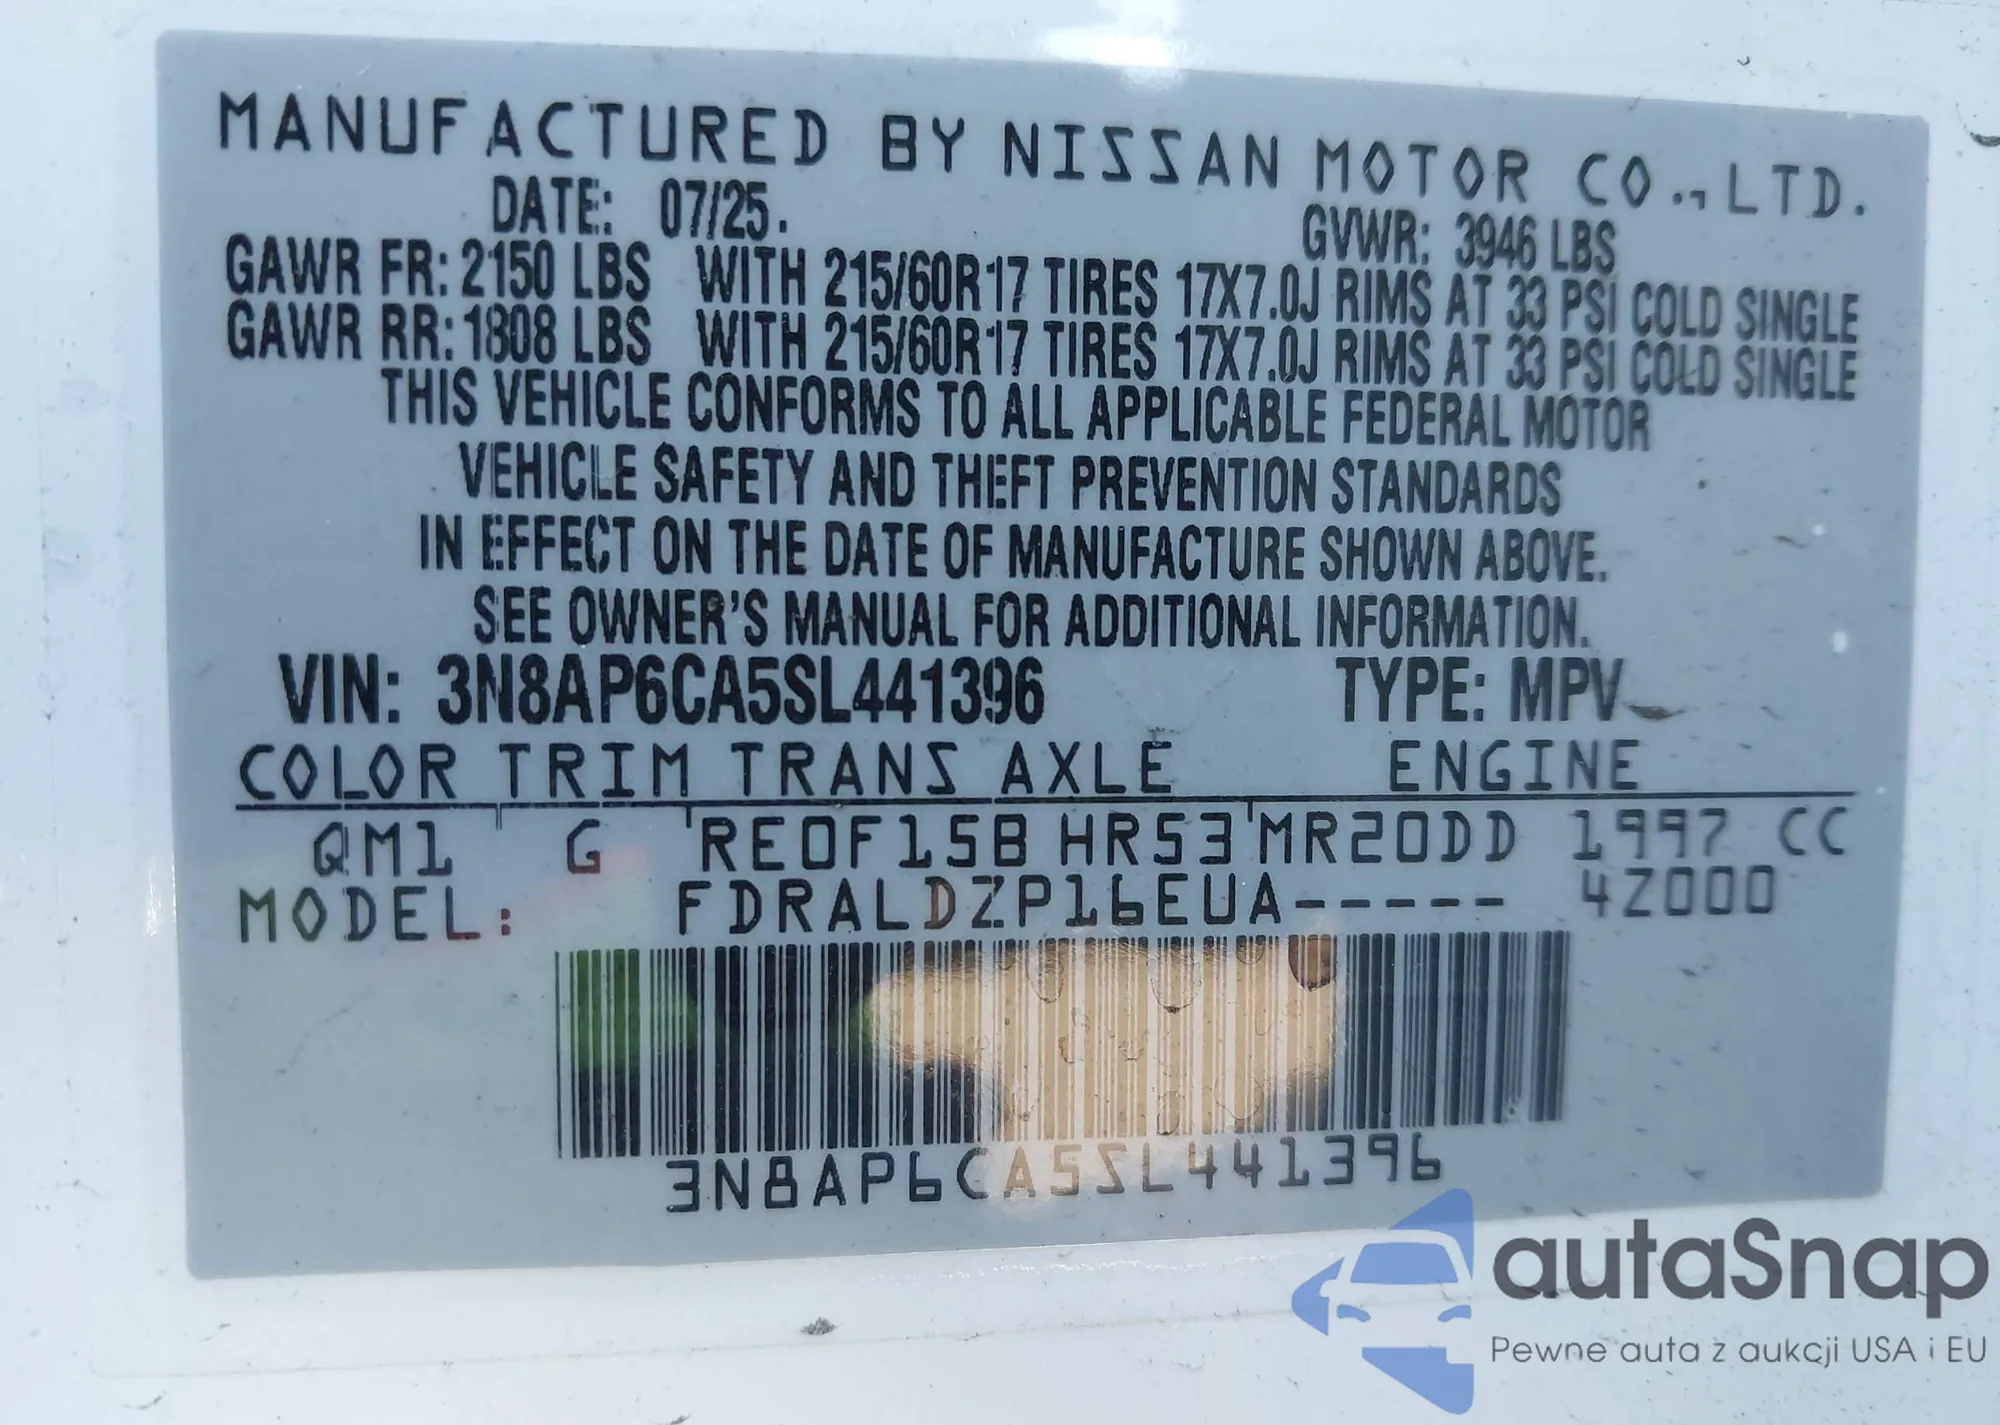 MANUFACTURED BY NISSAN MOTOR CO., LTD.
DATE: 07/25. GVWR: 3946 LBS
GAWR FR: 2150 LBS WITH 215/60R17 TIRES 17X7.0J RIMS AT 33 PSI COLD SINGLE
GAWR RR: 1808 LBS WITH 215/60R17 TIRES 17X7.0J RIMS AT 33 PSI COLD SINGLE
THIS VEHICLE CONFORMS TO ALL APPLICABLE FEDERAL MOTOR
VEHICLE SAFETY AND THEFT PREVENTION STANDARDS
IN EFFECT ON THE DATE OF MANUFACTURE SHOWN ABOVE.
SEE OWNER'S MANUAL FOR ADDITIONAL INFORMATION.
VIN: 3N8AP6CA5SL441396 TYPE: MPV
COLOR TRIM TRANS AXLE ENGINE
QM1 G RE0F15B HR53 MR20DD 1997 CC
MODEL: FDRALDZP16EUA----- 4Z000
3N8AP6CA5SL441396
autaSnap
Pewne auta z aukcji USA i EU